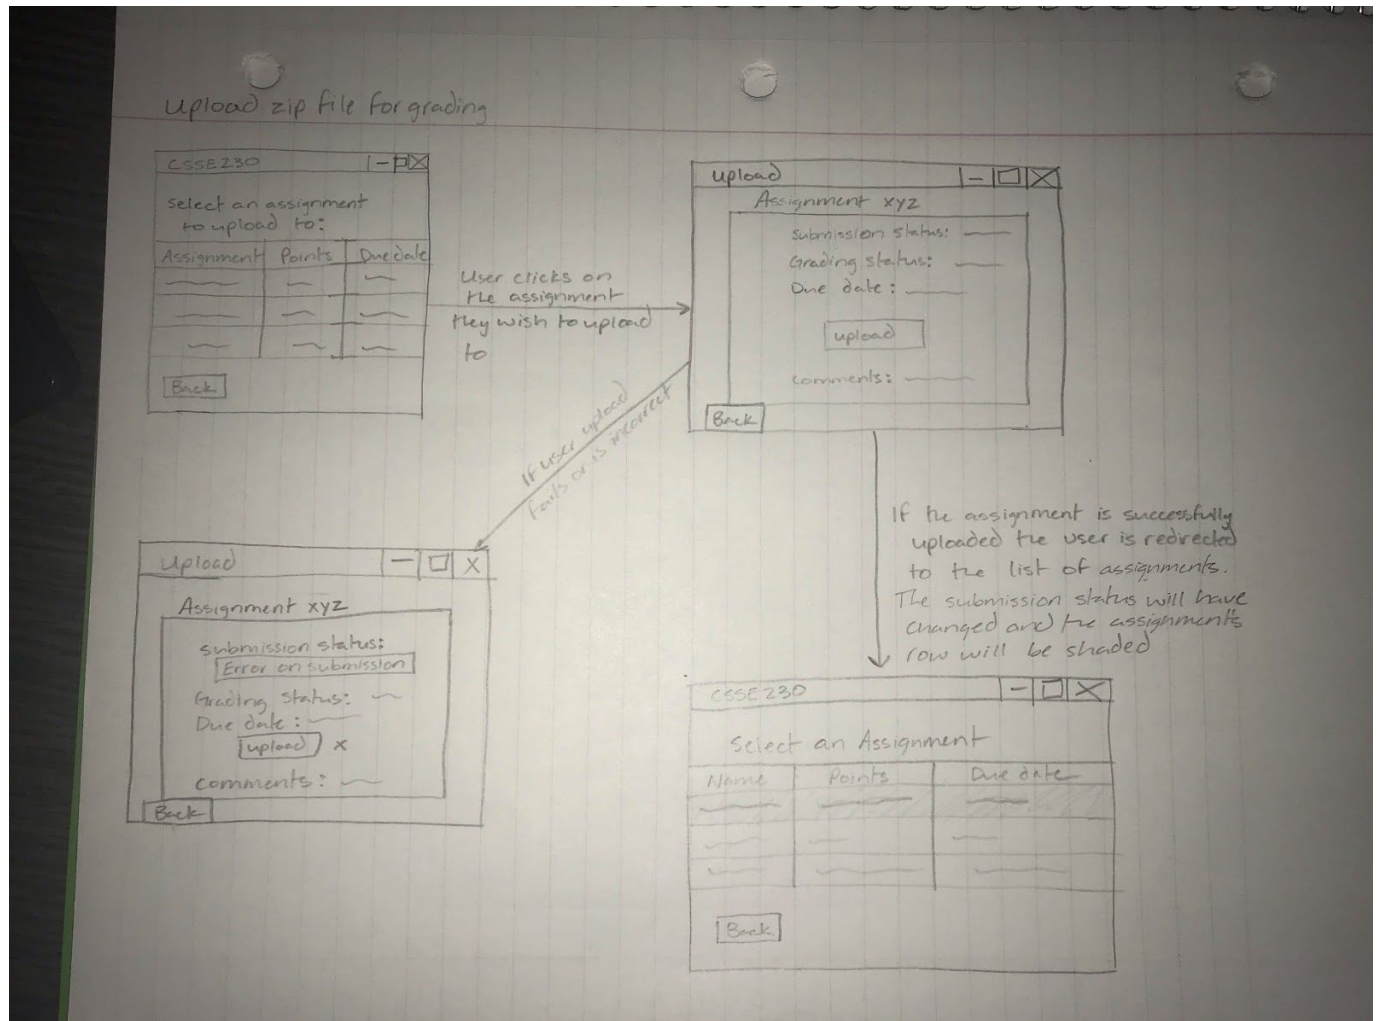 Upload zip file for grading
CSSE230
Select an assignment
to upload to:
Assignment Points Due date
Back
User clicks on
the assignment
they wish to upload
to
Upload
Assignment xyz
Submission status:
Grading status:
Due date:
upload
comments:
Back
If user upload
fails or is incorrect
If the assignment is successfully
uploaded the user is redirected
to the list of assignments.
The submission status will have
changed and the assignments
row will be shaded
Upload
Assignment xyz
submission status:
Error on submission
Grading Status:
Due date:
upload x
comments:
Back
CSSE230
Select an Assignment
Name Points Due date
Back